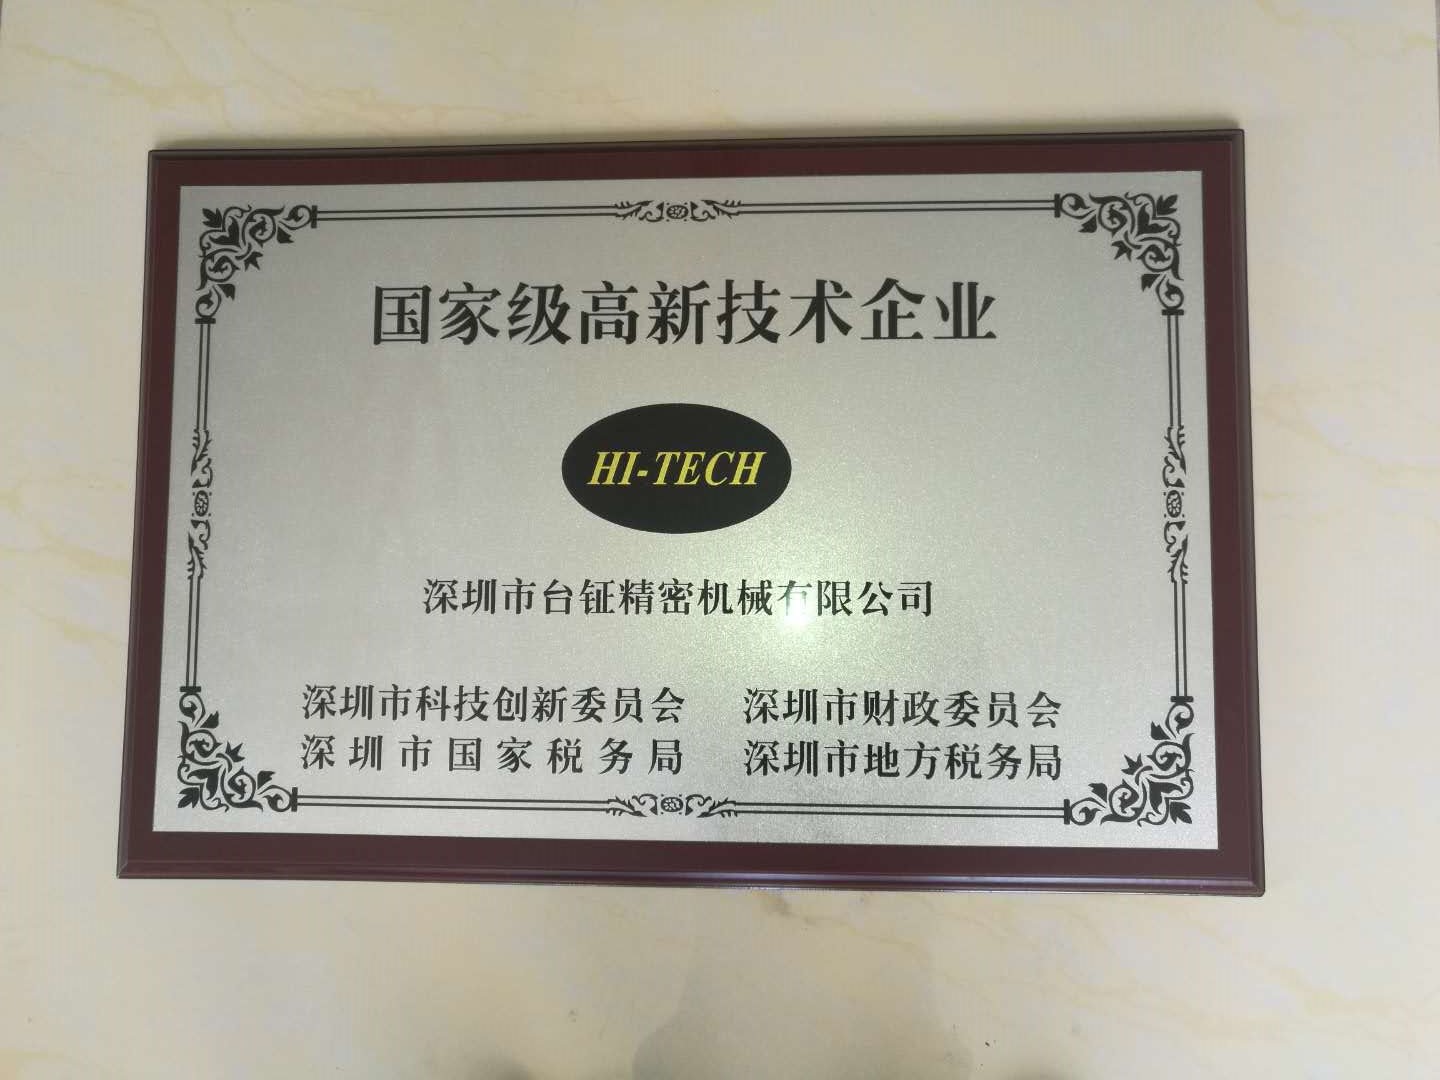 国家级高新技术企业
HI-TECH
深圳市台钲精密机械有限公司
深圳市科技创新委员会 深圳市财政委员会
深圳市国家税务局 深圳市地方税务局